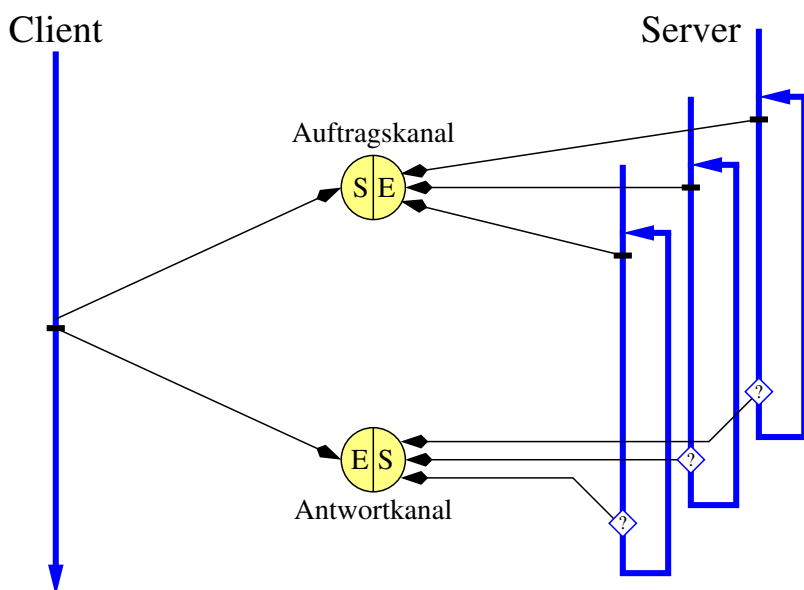 Client
Server
Auftragskanal
S E
?
?
E S
?
Antwortkanal